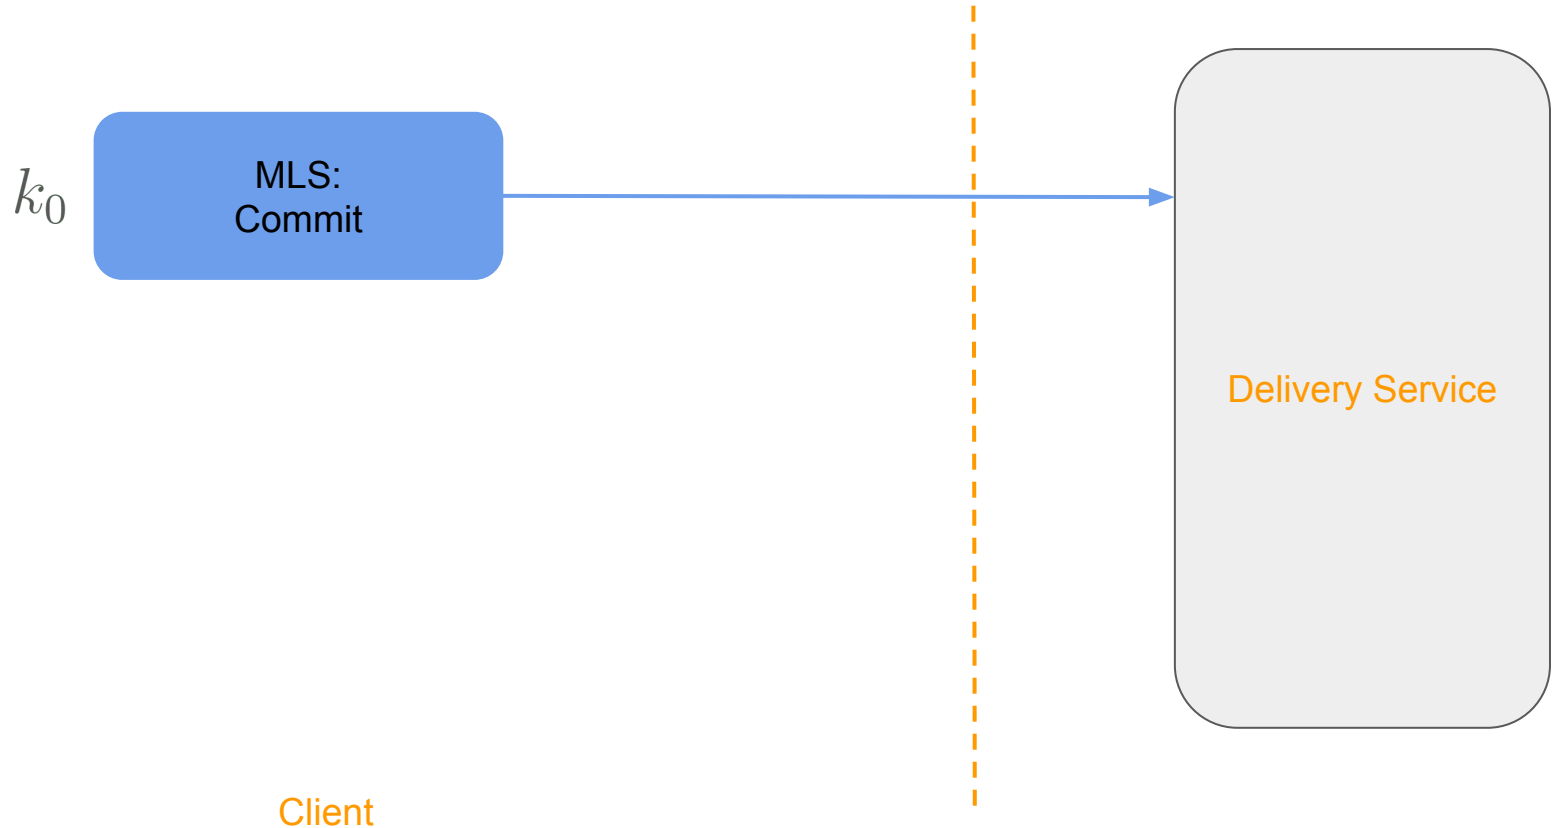 k₀
MLS:
Commit
Delivery Service
Client